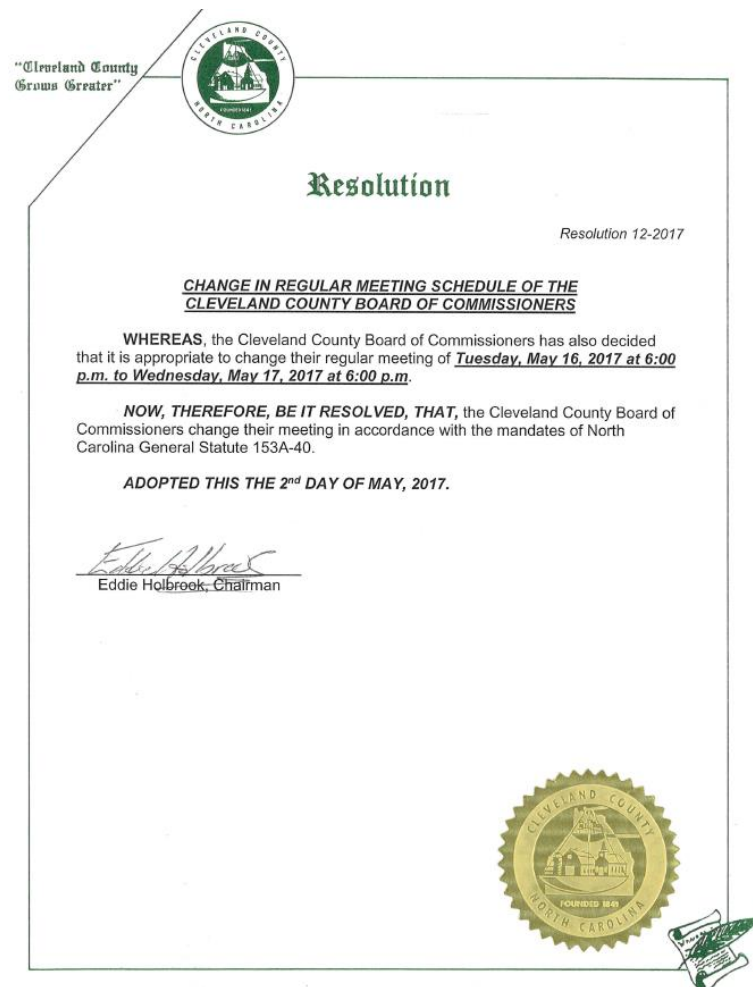 "Cleveland County
Grows Greater"
CLEVELAND COUNTY
FOUNDED 1841
NORTH CAROLINA
Resolution
Resolution 12-2017
CHANGE IN REGULAR MEETING SCHEDULE OF THE
CLEVELAND COUNTY BOARD OF COMMISSIONERS
WHEREAS, the Cleveland County Board of Commissioners has also decided
that it is appropriate to change their regular meeting of Tuesday, May 16, 2017 at 6:00
p.m. to Wednesday, May 17, 2017 at 6:00 p.m.
NOW, THEREFORE, BE IT RESOLVED, THAT, the Cleveland County Board of
Commissioners change their meeting in accordance with the mandates of North
Carolina General Statute 153A-40.
ADOPTED THIS THE 2nd DAY OF MAY, 2017.
Eddie Holbrook
Eddie Holbrook, Chairman
CLEVELAND COUNTY
FOUNDED 1841
NORTH CAROLINA